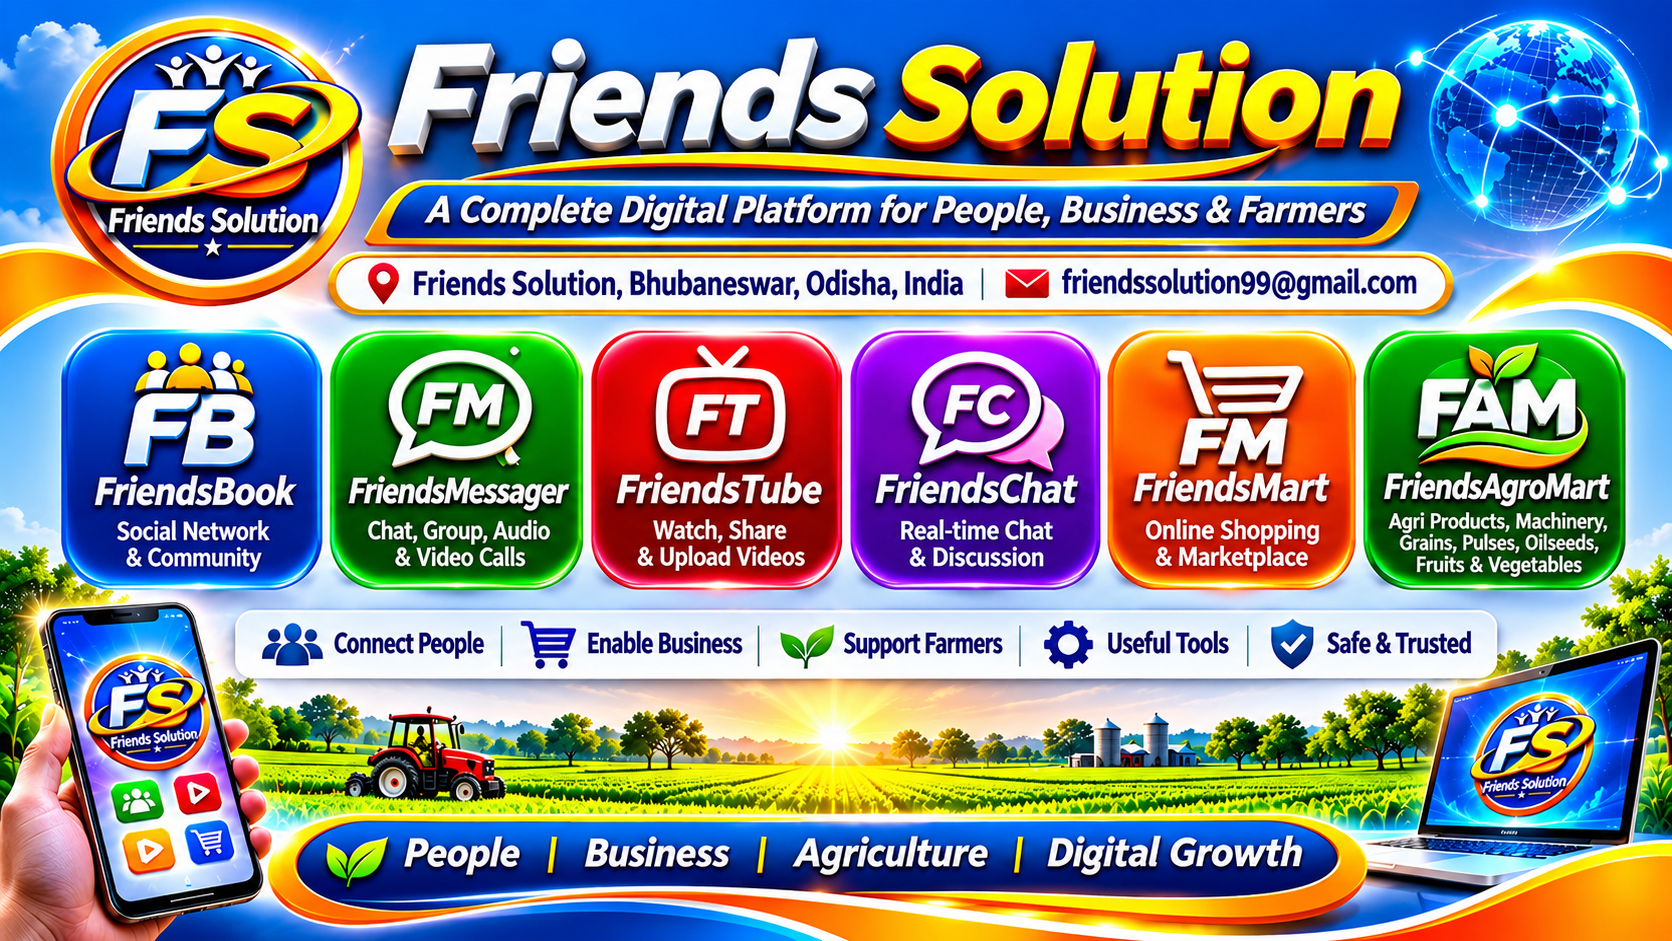 FS
Friends Solution
Friends Solution
A Complete Digital Platform for People, Business & Farmers
Friends Solution, Bhubaneswar, Odisha, India
friendssolution99@gmail.com
FB
FriendsBook
Social Network
& Community
FM
FriendsMessager
Chat, Group, Audio
& Video Calls
FT
FriendsTube
Watch, Share
& Upload Videos
FC
FriendsChat
Real-time Chat
& Discussion
FM
FriendsMart
Online Shopping
& Marketplace
FAM
FriendsAgroMart
Agri Products, Machinery,
Grains, Pulses, Oilseeds,
Fruits & Vegetables
Connect People
Enable Business
Support Farmers
Useful Tools
Safe & Trusted
FS
Friends Solution
FS
Friends Solution
People | Business | Agriculture | Digital Growth